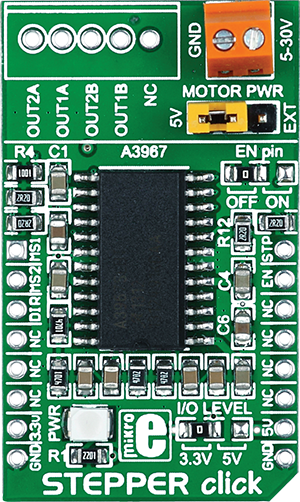 OUT2A
OUT1A
OUT2B
OUT1B
NC
GND
5-30V
MOTOR PWR
5V
EXT
R4
C1
A3967
EN pin
OFF ON
R12
MS1
MS2
DIR
NC
NC
NC
3.3V
GND
EN
STP
NC
NC
NC
NC
5V
GND
C4
C6
PWR
R1
2201
mikro
e
I/O LEVEL
3.3V 5V
STEPPER click